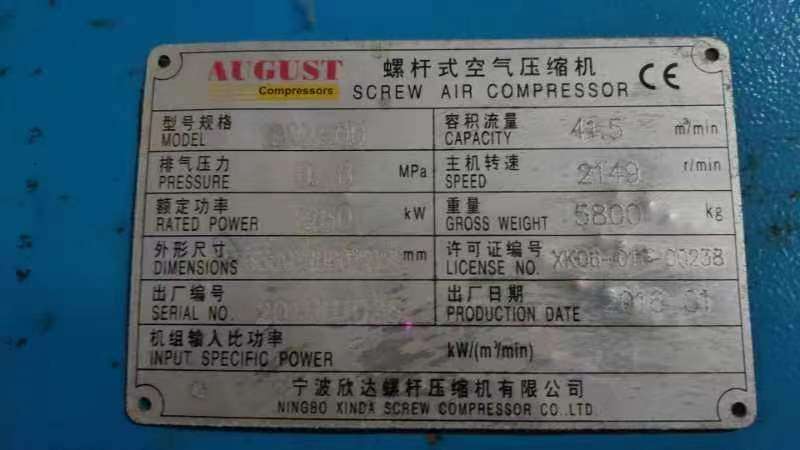 AUGUST
Compressors
螺杆式空气压缩机
SCREW AIR COMPRESSOR CE
型号规格
MODEL
容积流量
CAPACITY m³/min
排气压力
PRESSURE MPa
主机转速
SPEED 2149 r/min
额定功率
RATED POWER kW
重量
GROSS WEIGHT 5800 kg
外形尺寸
DIMENSIONS mm
许可证编号
LICENSE NO.
出厂编号
SERIAL NO.
出厂日期
PRODUCTION DATE
机组输入比功率
INPUT SPECIFIC POWER kW/(m³/min)
宁波欣达螺杆压缩机有限公司
NINGBO XINDA SCREW COMPRESSOR CO.,LTD.